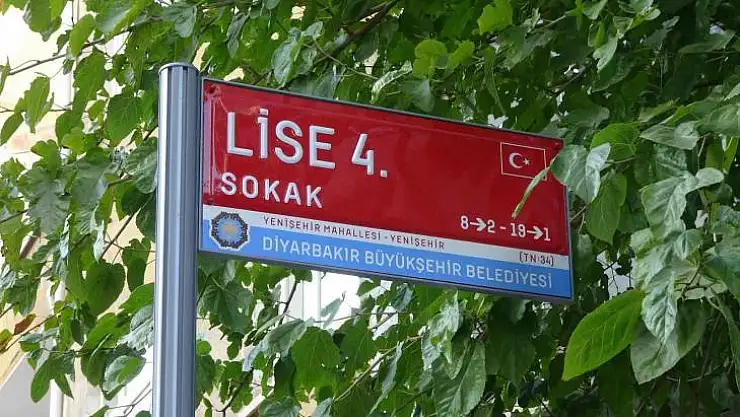 LİSE 4.
SOKAK
8→2 - 19→1
YENİŞEHİR MAHALLESİ - YENİŞEHİR
(TN:34)
DİYARBAKIR BÜYÜKŞEHİR BELEDİYESİ